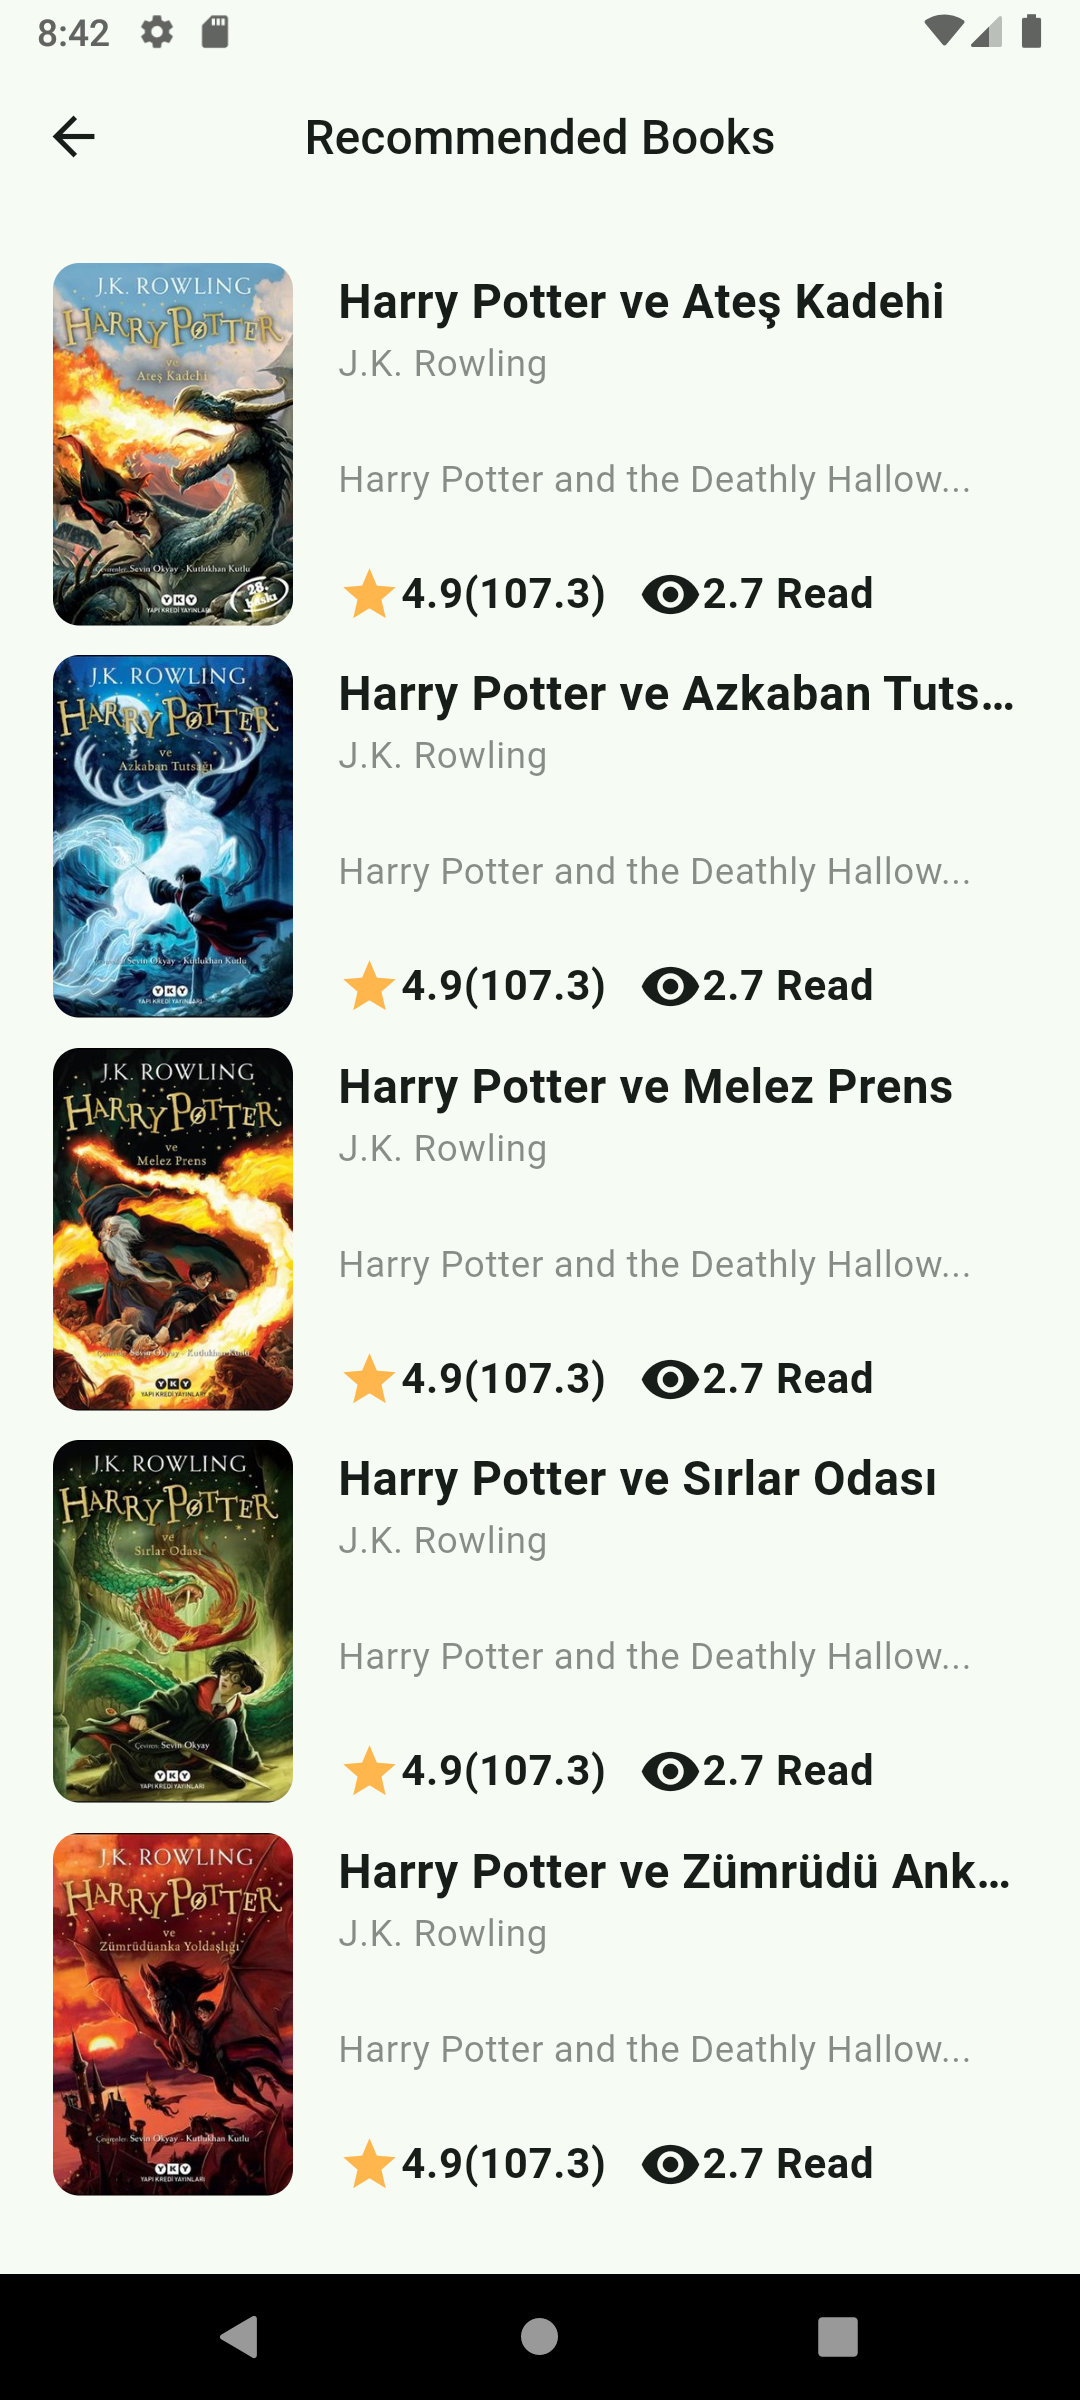 8:42
Recommended Books
J.K. ROWLING
HARRY POTTER
ve
Ateş Kadehi
Sevin Okyay - Kutlukhan Kutlu
28.
baskı
YKY
YAPI KREDİ YAYINLARI
Harry Potter ve Ateş Kadehi
J.K. Rowling
Harry Potter and the Deathly Hallow...
4.9(107.3) 2.7 Read
J.K. ROWLING
HARRY POTTER
ve
Azkaban Tutsağı
Sevin Okyay - Kutlukhan Kutlu
YKY
YAPI KREDİ YAYINLARI
Harry Potter ve Azkaban Tuts...
J.K. Rowling
Harry Potter and the Deathly Hallow...
4.9(107.3) 2.7 Read
J.K. ROWLING
HARRY POTTER
ve
Melez Prens
Sevin Okyay - Kutlukhan Kutlu
YKY
YAPI KREDİ YAYINLARI
Harry Potter ve Melez Prens
J.K. Rowling
Harry Potter and the Deathly Hallow...
4.9(107.3) 2.7 Read
J.K. ROWLING
HARRY POTTER
ve
Sırlar Odası
Çeviren: Sevin Okyay
YKY
YAPI KREDİ YAYINLARI
Harry Potter ve Sırlar Odası
J.K. Rowling
Harry Potter and the Deathly Hallow...
4.9(107.3) 2.7 Read
J.K. ROWLING
HARRY POTTER
ve
Zümrüdüanka Yoldaşlığı
Çevirenler: Sevin Okyay - Kutlukhan Kutlu
YKY
YAPI KREDİ YAYINLARI
Harry Potter ve Zümrüdü Ank...
J.K. Rowling
Harry Potter and the Deathly Hallow...
4.9(107.3) 2.7 Read